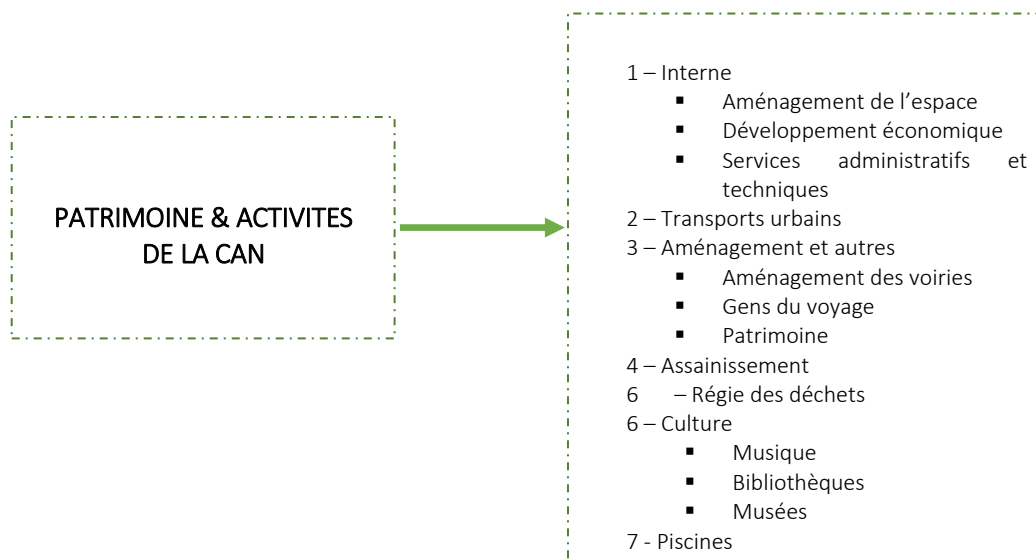 PATRIMOINE & ACTIVITES
DE LA CAN
1 – Interne
▪ Aménagement de l’espace
▪ Développement économique
▪ Services administratifs et
techniques
2 – Transports urbains
3 – Aménagement et autres
▪ Aménagement des voiries
▪ Gens du voyage
▪ Patrimoine
4 – Assainissement
6 – Régie des déchets
6 – Culture
▪ Musique
▪ Bibliothèques
▪ Musées
7 - Piscines